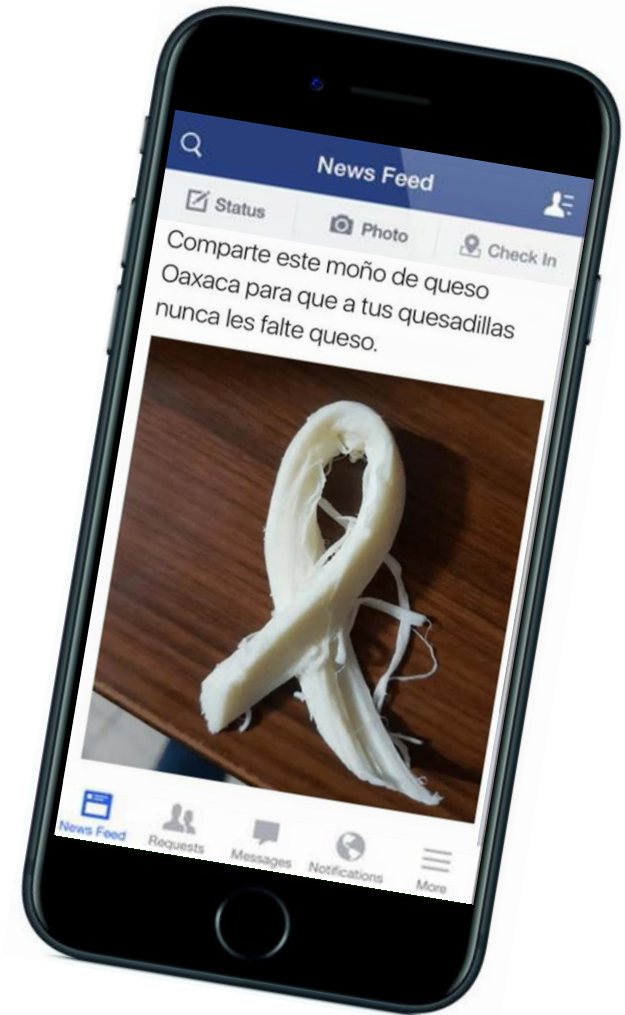 News Feed
Status Photo Check In
Comparte este moño de queso
Oaxaca para que a tus quesadillas
nunca les falte queso.
News Feed Requests Messages Notifications More